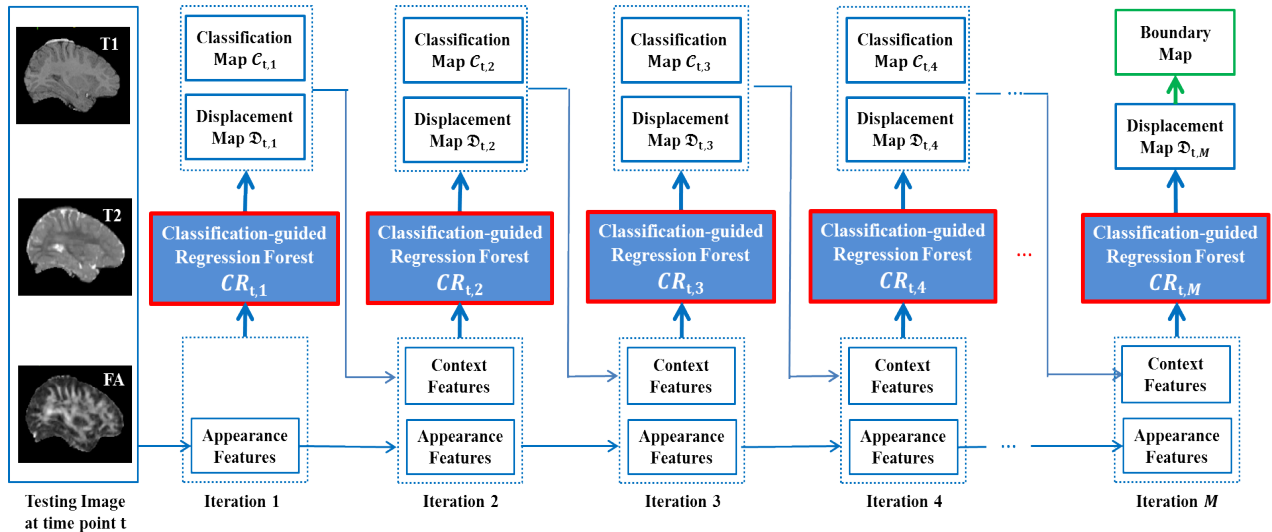 T1
T2
FA
Testing Image
at time point t
Classification
Map 𝒞t,1
Displacement
Map 𝔇t,1
Classification-guided
Regression Forest
CRt,1
Appearance
Features
Iteration 1
Classification
Map 𝒞t,2
Displacement
Map 𝔇t,2
Classification-guided
Regression Forest
CRt,2
Context
Features
Appearance
Features
Iteration 2
Classification
Map 𝒞t,3
Displacement
Map 𝔇t,3
Classification-guided
Regression Forest
CRt,3
Context
Features
Appearance
Features
Iteration 3
Classification
Map 𝒞t,4
Displacement
Map 𝔇t,4
Classification-guided
Regression Forest
CRt,4
Context
Features
Appearance
Features
Iteration 4
...
...
...
Boundary
Map
Displacement
Map 𝔇t,M
Classification-guided
Regression Forest
CRt,M
Context
Features
Appearance
Features
Iteration M